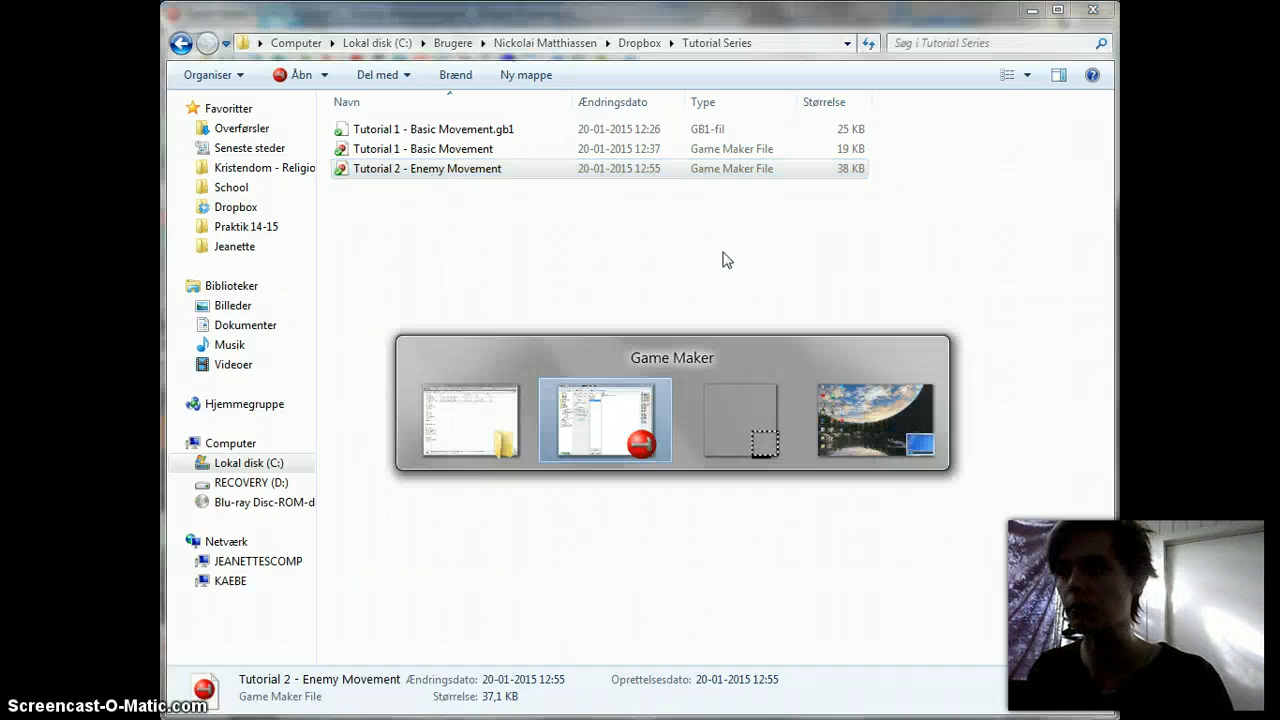 Computer Lokal disk (C:) Brugere Nickolai Matthiassen Dropbox Tutorial Series
Søg i Tutorial Series
Organiser Åbn Del med Brænd Ny mappe
Navn Ændringsdato Type Størrelse
Tutorial 1 - Basic Movement.gb1 20-01-2015 12:26 GB1-fil 25 KB
Tutorial 1 - Basic Movement 20-01-2015 12:37 Game Maker File 19 KB
Tutorial 2 - Enemy Movement 20-01-2015 12:55 Game Maker File 38 KB
Favoritter
Overførsler
Seneste steder
Kristendom - Religio
School
Dropbox
Praktik 14-15
Jeanette
Biblioteker
Billeder
Dokumenter
Musik
Videoer
Hjemmegruppe
Computer
Lokal disk (C:)
RECOVERY (D:)
Blu-ray Disc-ROM-d
Netværk
JEANETTESCOMP
KAEBE
Game Maker
Tutorial 2 - Enemy Movement Ændringsdato: 20-01-2015 12:55 Oprettelsesdato: 20-01-2015 12:55
Game Maker File Størrelse: 37,1 KB
Screencast-O-Matic.com